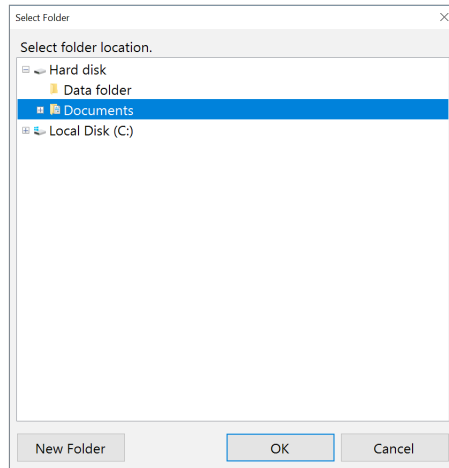 Select Folder
Select folder location.
Hard disk
Data folder
Documents
Local Disk (C:)
New Folder OK Cancel